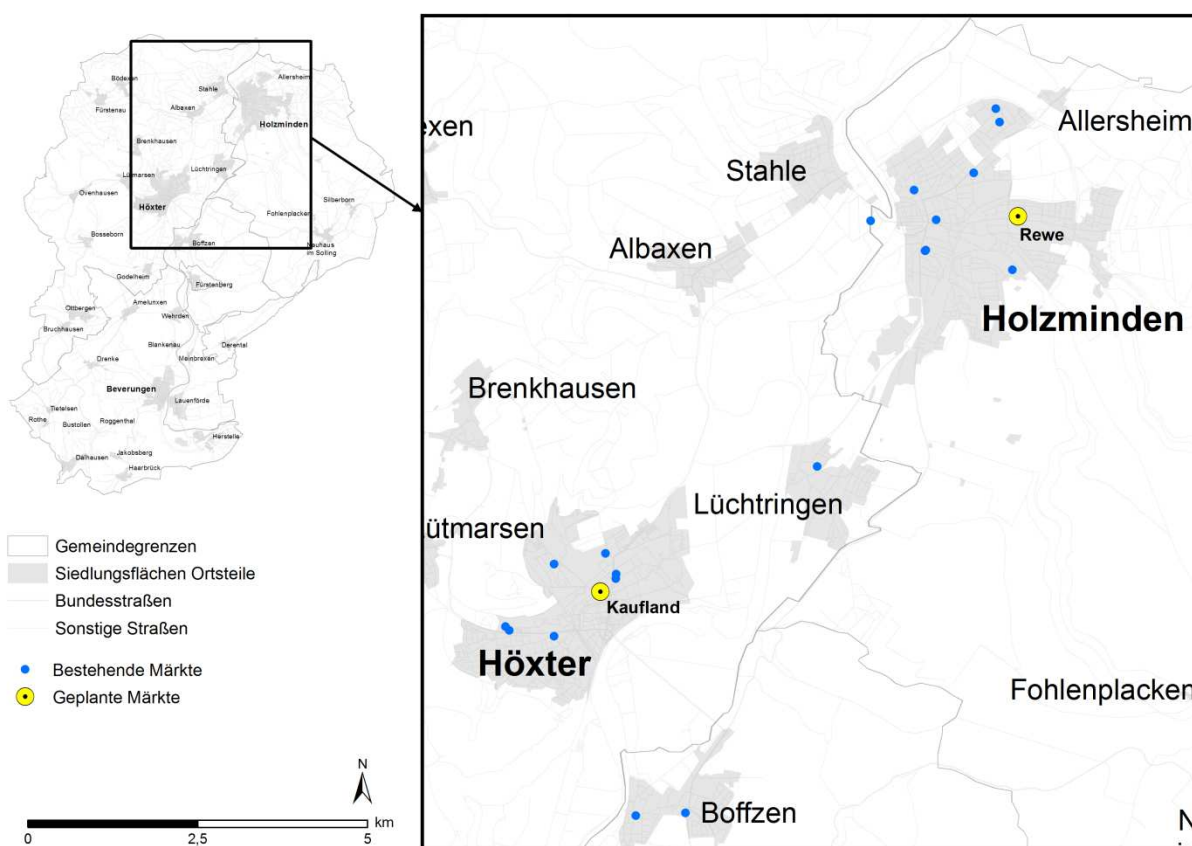 Bödexen
Stahle
Allersheim
Fürstenau
Albaxen
Holzminden
Brenkhausen
Lütmarsen
Lüchtringen
Ovenhausen
Silberborn
Höxter
Fohlenplacken
Bosseborn
Boffzen
Neuhaus
im Solling
Godelheim
Fürstenberg
Ottbergen
Amelunxen
Wehrden
Bruchhausen
Blankenau
Derental
Drenke
Meinbrexen
Beverungen
Lauenförde
Tietelsen
Rothe
Bustollen
Roggenthal
Herstelle
Dalhausen
Jakobsberg
Haarbrück
Gemeindegrenzen
Siedlungsflächen Ortsteile
Bundesstraßen
Sonstige Straßen
Bestehende Märkte
Geplante Märkte
N
km
0 2,5 5
exen
Allersheim
Stahle
Rewe
Albaxen
Holzminden
Brenkhausen
Lüchtringen
ütmarsen
Kaufland
Höxter
Fohlenplacken
Boffzen
N